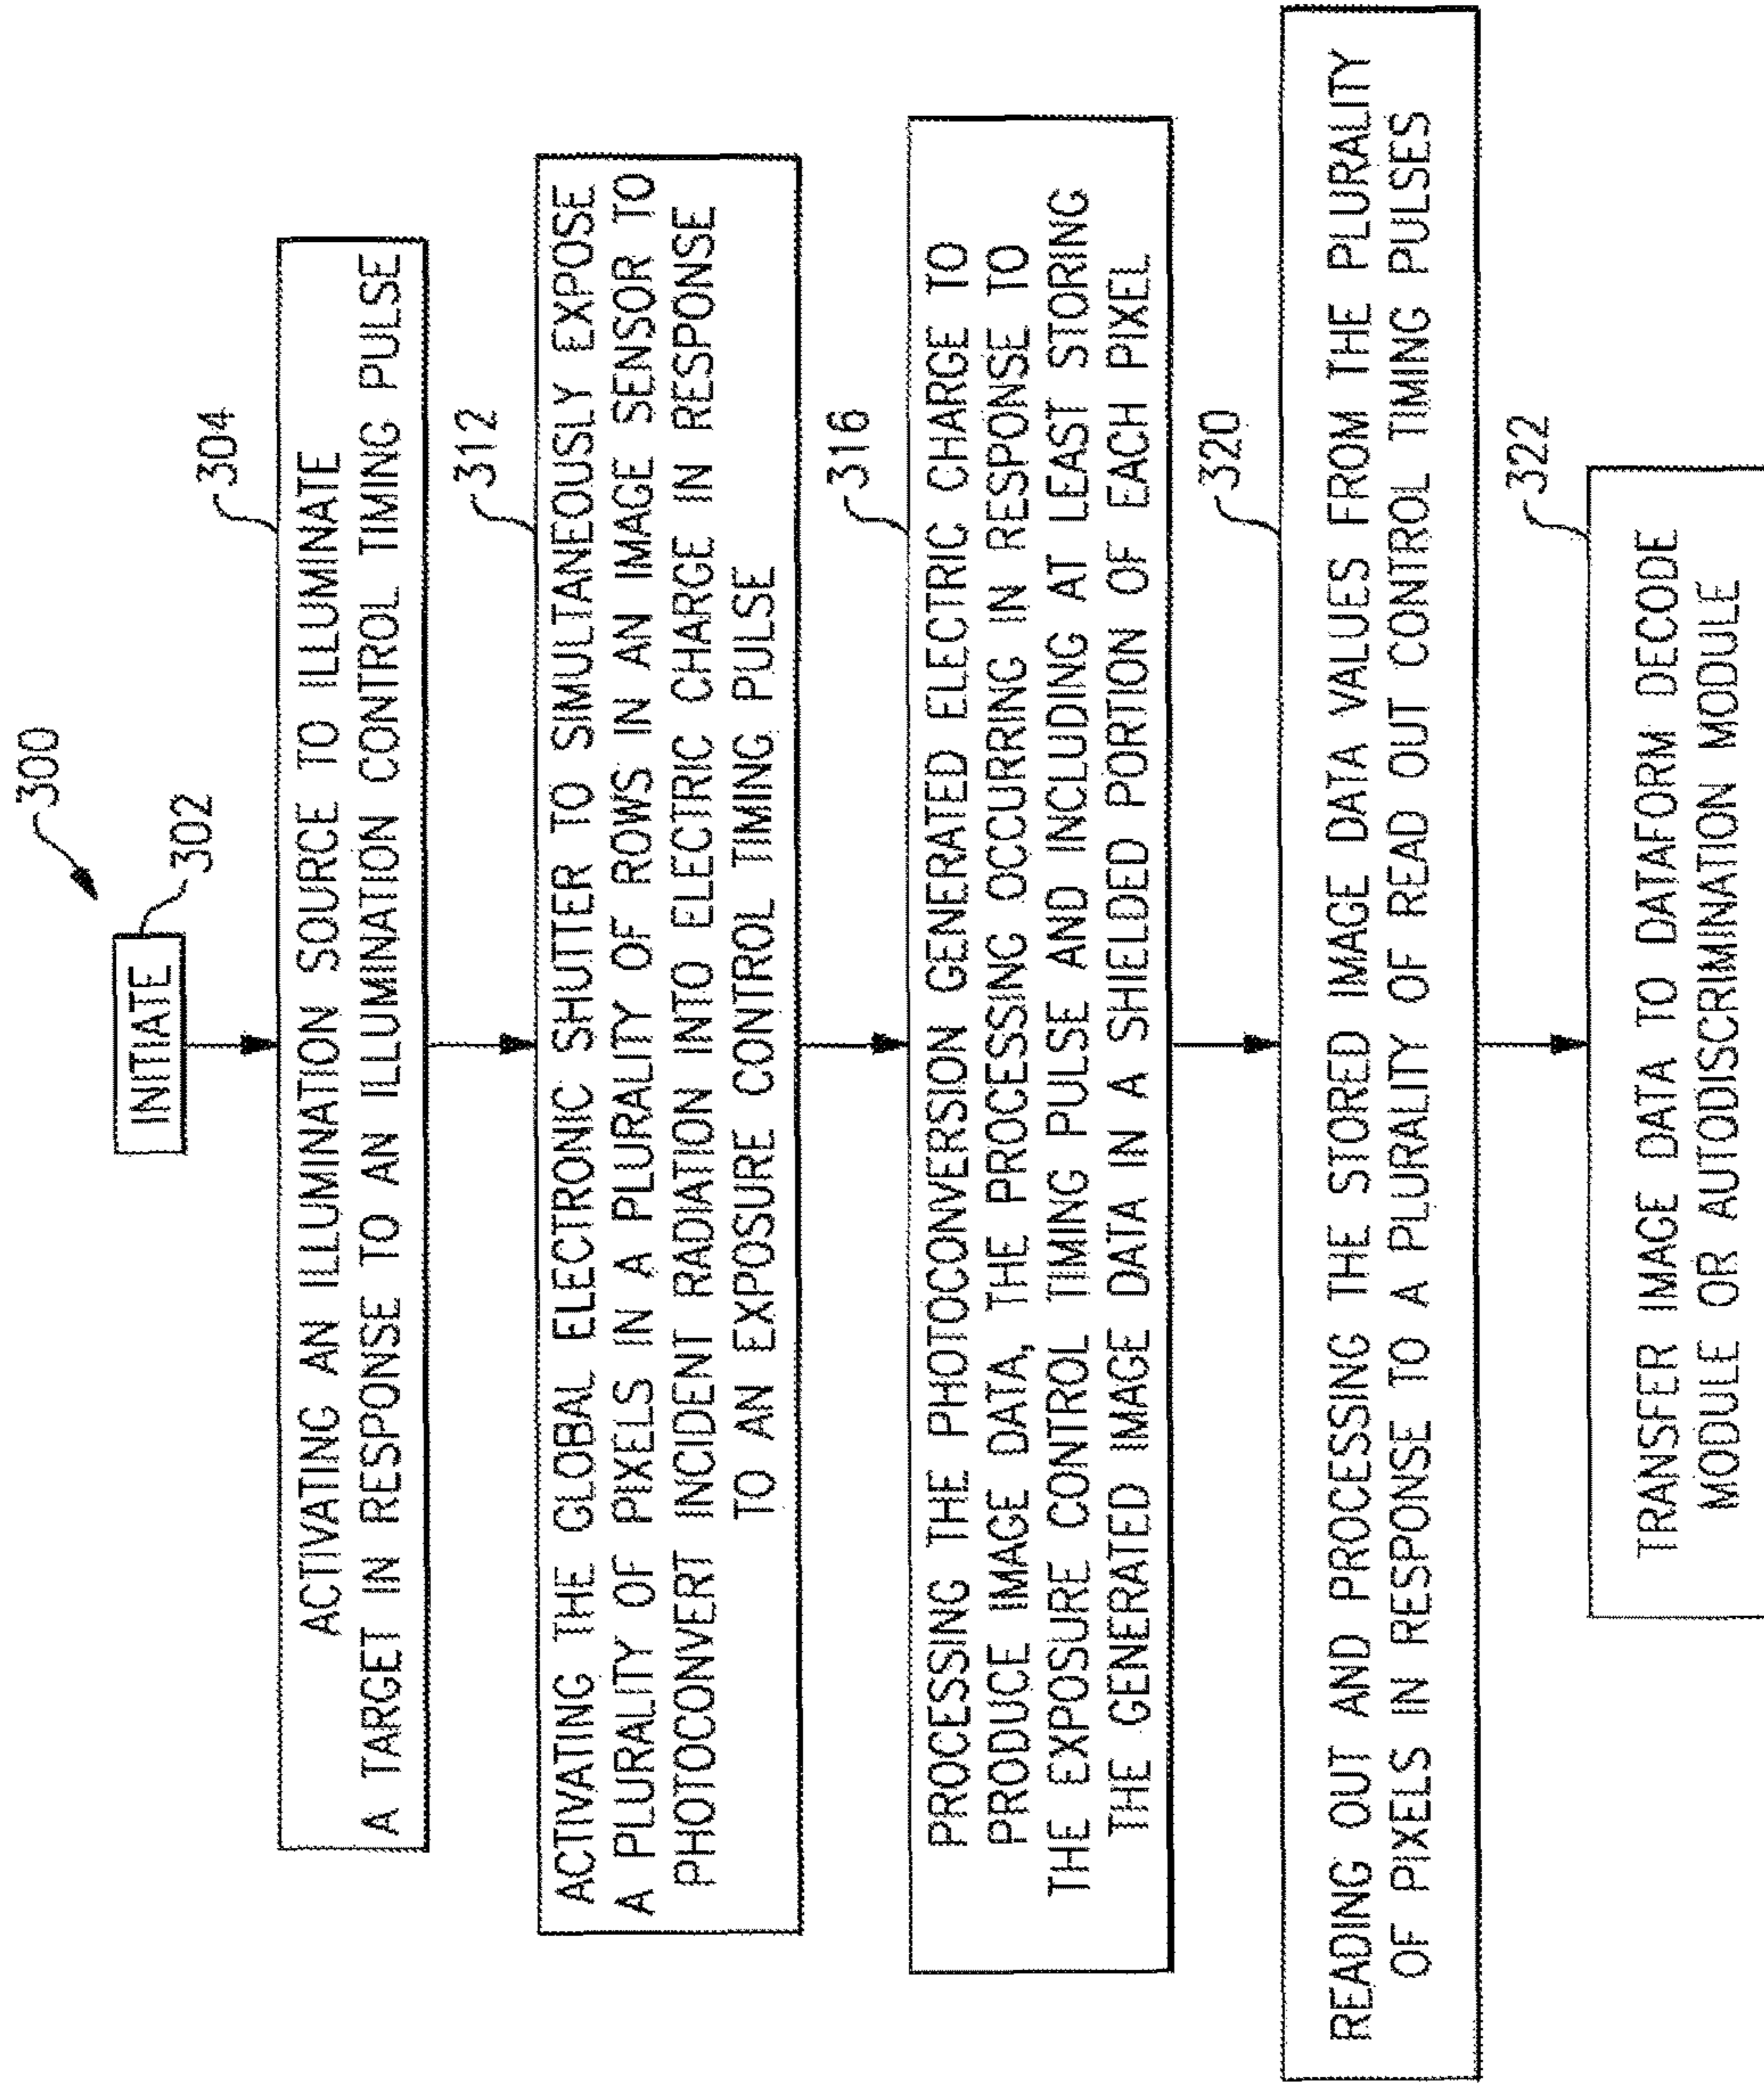 300
INITIATE
302
304
ACTIVATING AN ILLUMINATION SOURCE TO ILLUMINATE
A TARGET IN RESPONSE TO AN ILLUMINATION CONTROL TIMING PULSE
312
ACTIVATING THE GLOBAL ELECTRONIC SHUTTER TO SIMULTANEOUSLY EXPOSE
A PLURALITY OF PIXELS IN A PLURALITY OF ROWS IN AN IMAGE SENSOR TO
PHOTOCONVERT INCIDENT RADIATION INTO ELECTRIC CHARGE IN RESPONSE
TO AN EXPOSURE CONTROL TIMING PULSE
316
PROCESSING THE PHOTOCONVERSION GENERATED ELECTRIC CHARGE TO
PRODUCE IMAGE DATA, THE PROCESSING OCCURRING IN RESPONSE TO
THE EXPOSURE CONTROL TIMING PULSE AND INCLUDING AT LEAST STORING
THE GENERATED IMAGE DATA IN A SHIELDED PORTION OF EACH PIXEL
320
READING OUT AND PROCESSING THE STORED IMAGE DATA VALUES FROM THE PLURALITY
OF PIXELS IN RESPONSE TO A PLURALITY OF READ OUT CONTROL TIMING PULSES
322
TRANSFER IMAGE DATA TO DATAFORM DECODE
MODULE OR AUTODISCRIMINATION MODULE